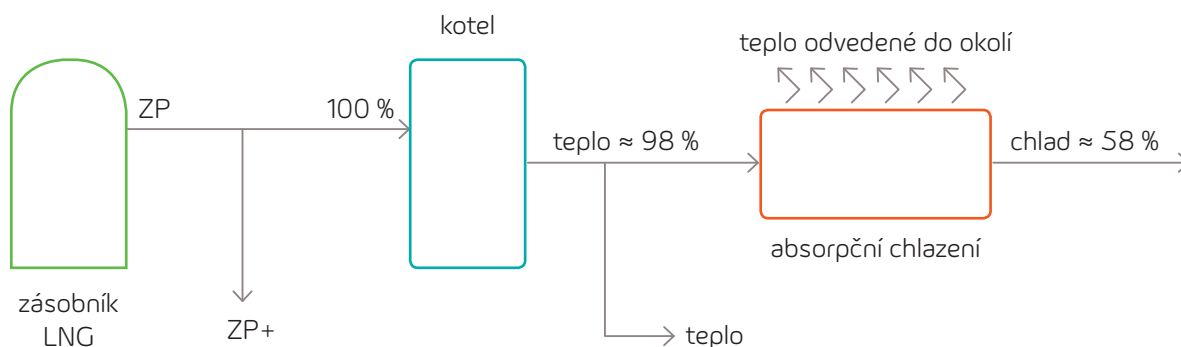 kotel
teplo odvedené do okolí
ZP
100 %
teplo ≈ 98 %
chlad ≈ 58 %
absorpční chlazení
zásobník
LNG
ZP+
teplo